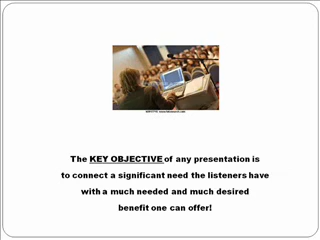 The KEY OBJECTIVE of any presentation is
to connect a significant need the listeners have
with a much needed and much desired
benefit one can offer!